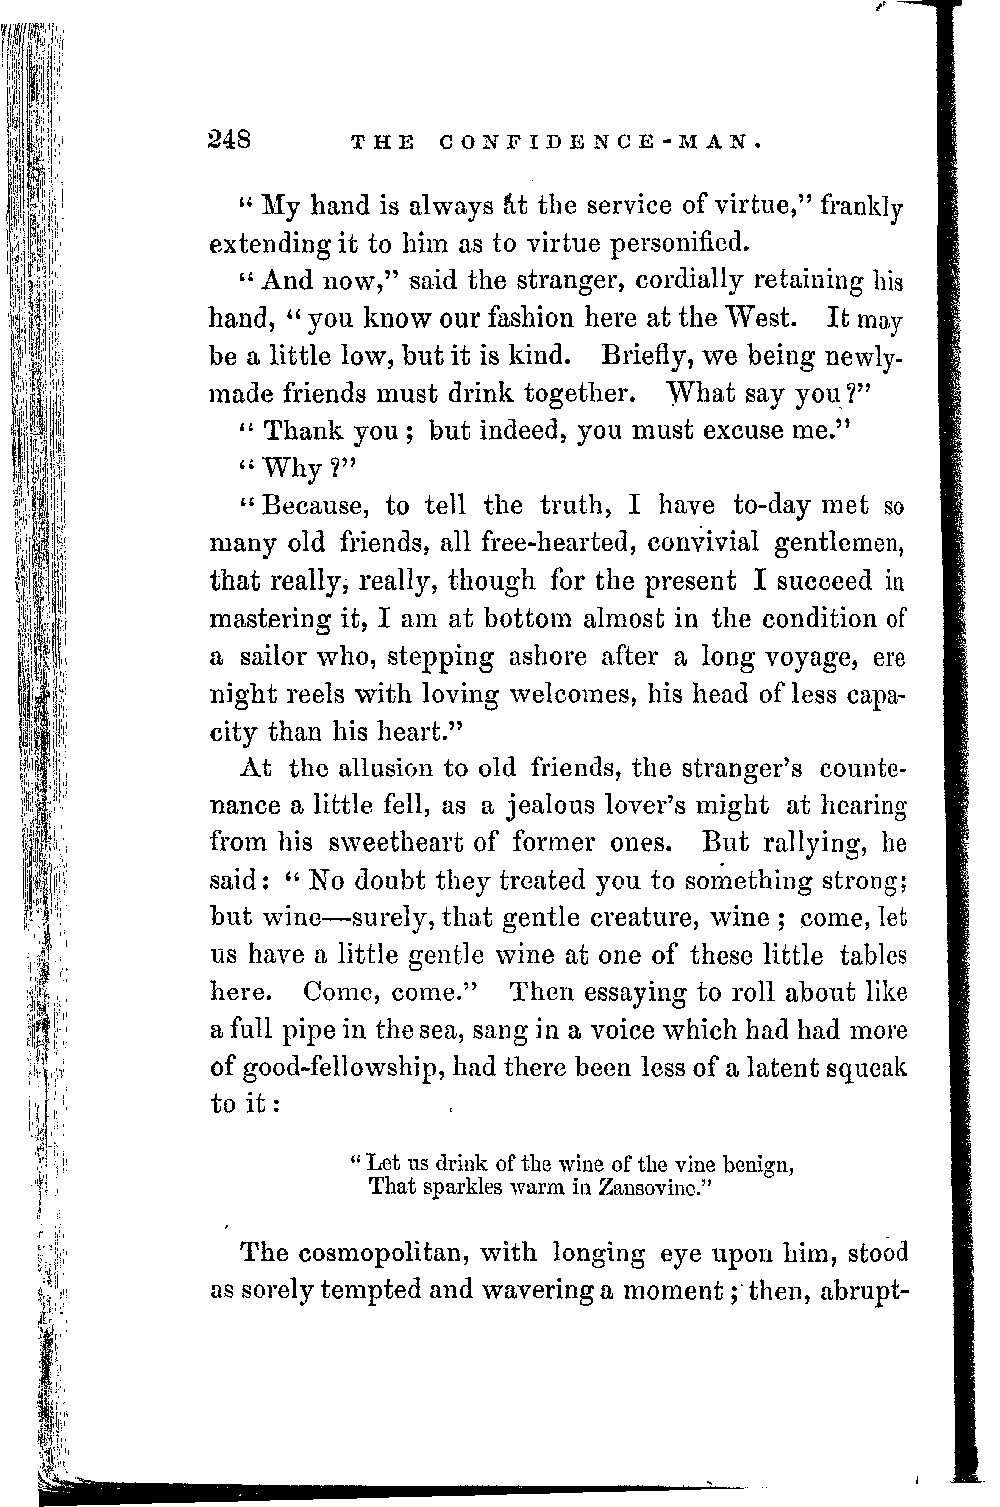 248 THE CONFIDENCE-MAN.
“My hand is always at the service of virtue,” frankly
extending it to him as to virtue personified.
“And now,” said the stranger, cordially retaining his
hand, “you know our fashion here at the West. It may
be a little low, but it is kind. Briefly, we being newly-
made friends must drink together. What say you?”
“Thank you; but indeed, you must excuse me.”
“Why?”
“Because, to tell the truth, I have to-day met so
many old friends, all free-hearted, convivial gentlemen,
that really, really, though for the present I succeed in
mastering it, I am at bottom almost in the condition of
a sailor who, stepping ashore after a long voyage, ere
night reels with loving welcomes, his head of less capa-
city than his heart.”
At the allusion to old friends, the stranger’s counte-
nance a little fell, as a jealous lover’s might at hearing
from his sweetheart of former ones. But rallying, he
said: “No doubt they treated you to something strong;
but wine—surely, that gentle creature, wine; come, let
us have a little gentle wine at one of these little tables
here. Come, come.” Then essaying to roll about like
a full pipe in the sea, sang in a voice which had had more
of good-fellowship, had there been less of a latent squeak
to it:
“Let us drink of the wine of the vine benign,
That sparkles warm in Zansovine.”
The cosmopolitan, with longing eye upon him, stood
as sorely tempted and wavering a moment; then, abrupt-